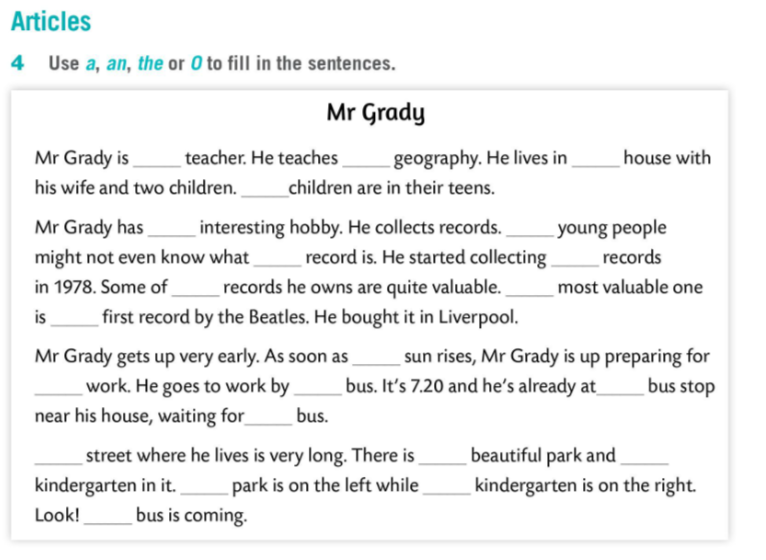 Articles
4 Use a, an, the or 0 to fill in the sentences.
Mr Grady
Mr Grady is _____ teacher. He teaches _____ geography. He lives in _____ house with
his wife and two children. _____children are in their teens.
Mr Grady has _____ interesting hobby. He collects records. _____ young people
might not even know what _____ record is. He started collecting _____ records
in 1978. Some of _____ records he owns are quite valuable. _____ most valuable one
is _____ first record by the Beatles. He bought it in Liverpool.
Mr Grady gets up very early. As soon as _____ sun rises, Mr Grady is up preparing for
_____ work. He goes to work by _____ bus. It's 7.20 and he's already at_____ bus stop
near his house, waiting for_____ bus.
_____ street where he lives is very long. There is _____ beautiful park and _____
kindergarten in it. _____ park is on the left while _____ kindergarten is on the right.
Look! _____ bus is coming.